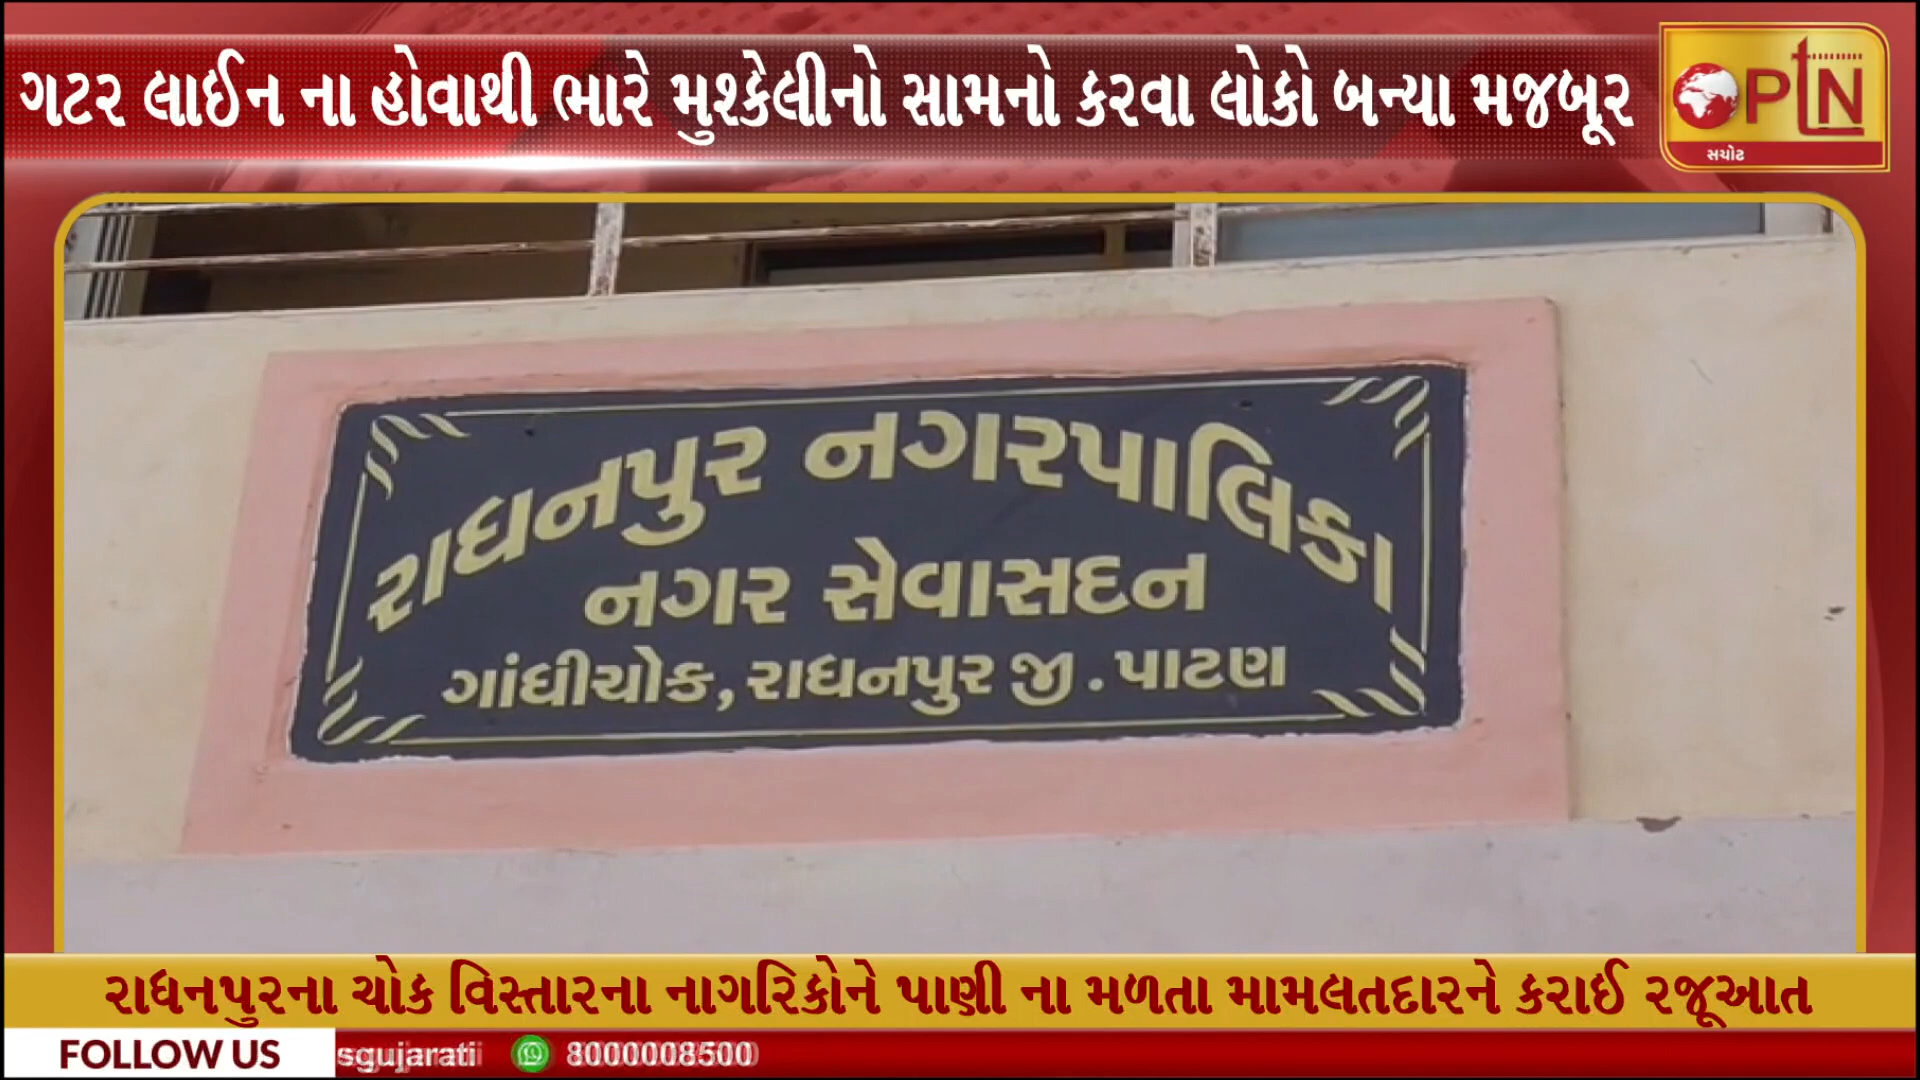 ગટર લાઈન ના હોવાથી ભારે મુશ્કેલીનો સામનો કરવા લોકો બન્યા મજબૂર
સચોટ
રાધનપુર નગરપાલિકા
નગર સેવાસદન
ગાંધીચોક, રાધનપુર જી. પાટણ
રાધનપુરના ચોક વિસ્તારના નાગરિકોને પાણી ના મળતા મામલતદારને કરાઈ રજૂઆત
FOLLOW US sgujarati 8000008500